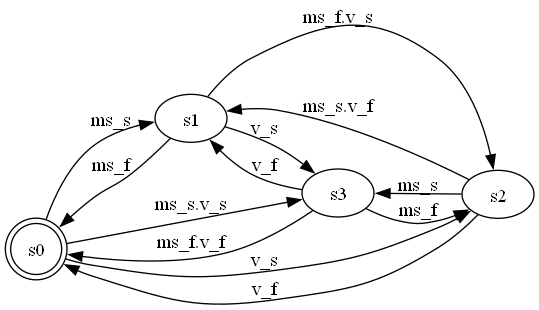 ms_f.v_s
ms_s.v_f
ms_s
s1
v_s
ms_f
v_f
ms_s
s3
s2
ms_s.v_s
ms_f
ms_f.v_f
s0
v_s
v_f